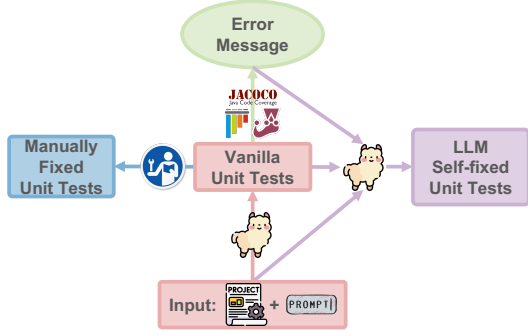 Error
Message
JACOCO
Java Code Coverage
Manually
Fixed
Unit Tests
Vanilla
Unit Tests
LLM
Self-fixed
Unit Tests
Input:
PROJECT
+
PROMPT